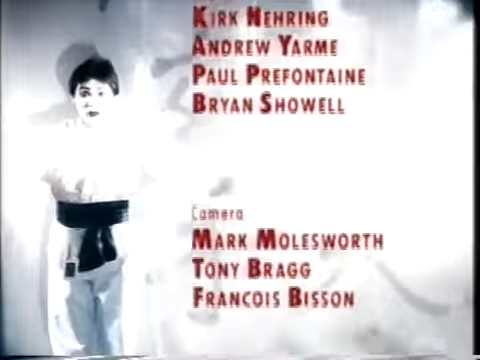 KIRK NEHRING
ANDREW YARME
PAUL PREFONTAINE
BRYAN SHOWELL
Camera
MARK MOLESWORTH
TONY BRAGG
FRANCOIS BISSON